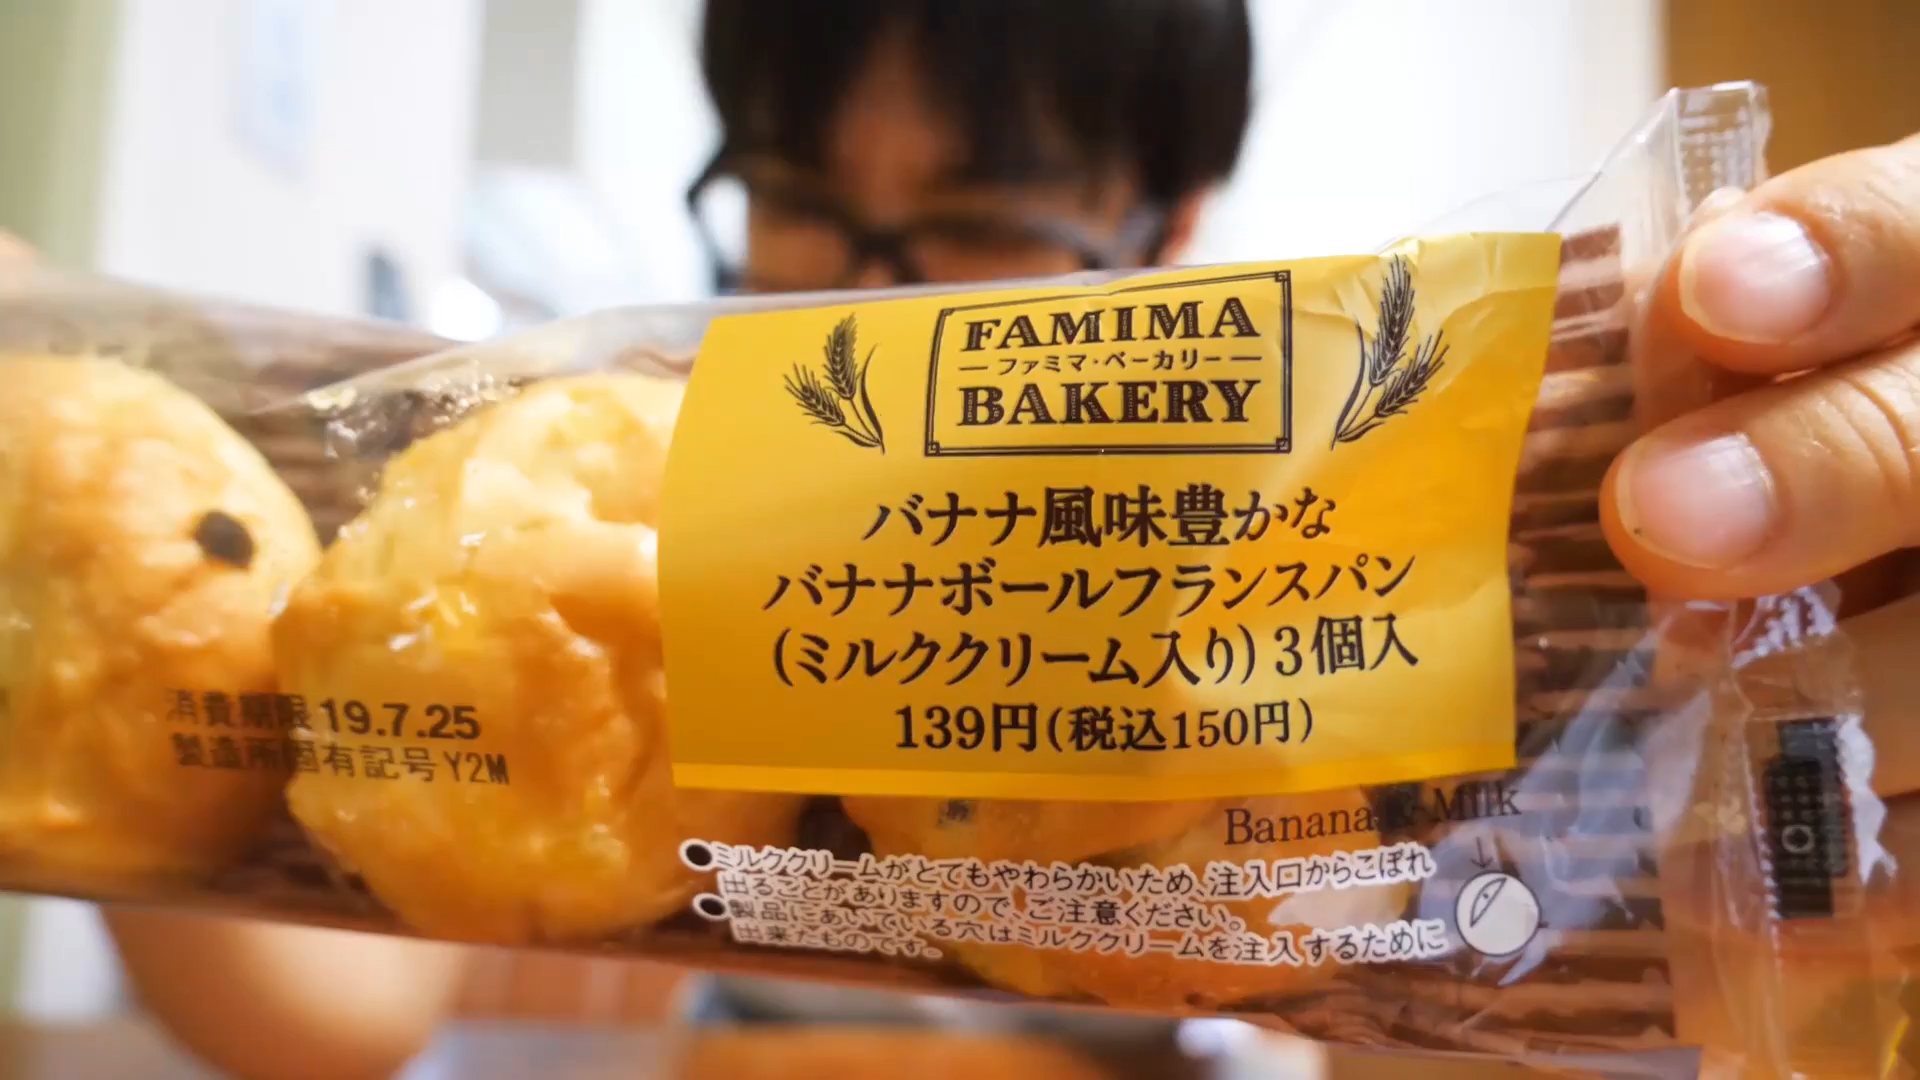 FAMIMA
ファミマ・ベーカリー
BAKERY
バナナ風味豊かな
バナナボールフランスパン
(ミルククリーム入り)3個入
139円(税込150円)
消費期限 19.7.25
製造所固有記号 Y2M
Banana & Milk
●ミルククリームがとてもやわらかいため、注入口からこぼれ
出ることがありますので、ご注意ください。
●製品にあいている穴はミルククリームを注入するために
出来たものです。